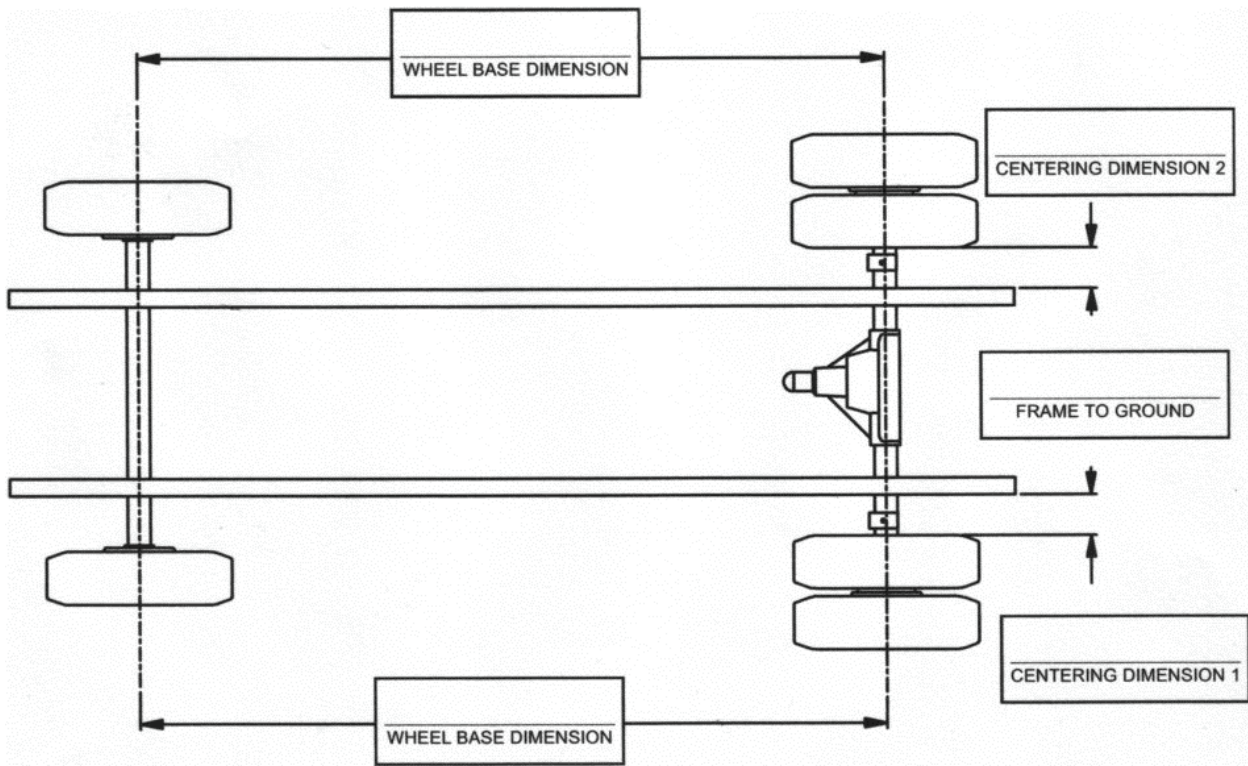 WHEEL BASE DIMENSION
CENTERING DIMENSION 2
FRAME TO GROUND
CENTERING DIMENSION 1
WHEEL BASE DIMENSION